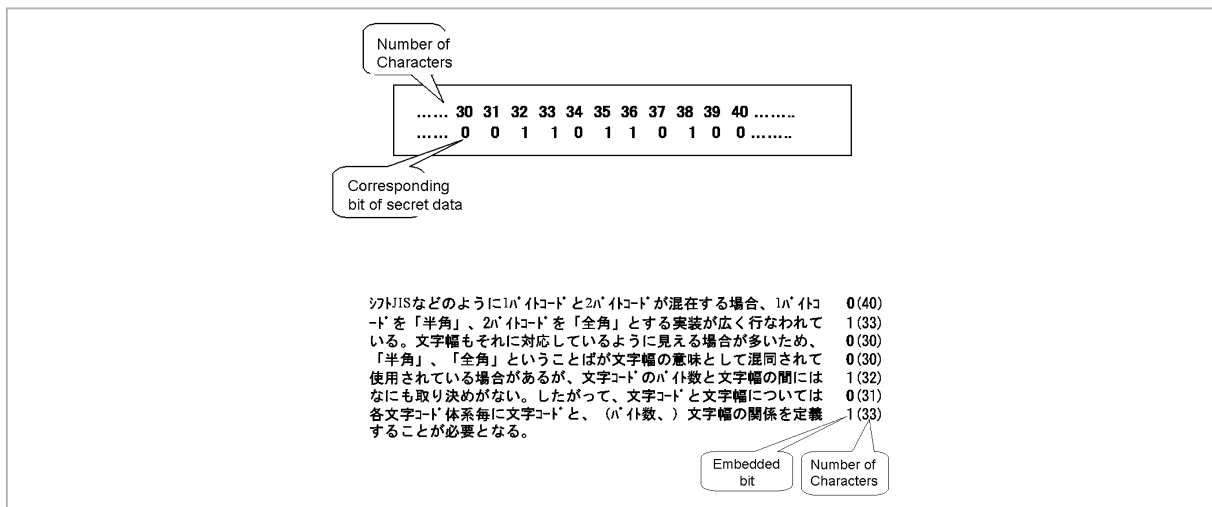 Number of
Characters
...... 30 31 32 33 34 35 36 37 38 39 40 ........
...... 0 0 1 1 0 1 1 0 1 0 0 ........
Corresponding
bit of secret data
ｼﾌﾄJISなどのように1ﾊﾞｲﾄｺｰﾄﾞと2ﾊﾞｲﾄｺｰﾄﾞが混在する場合、1ﾊﾞｲﾄｺ 0(40)
ｰﾄﾞを「半角」、2ﾊﾞｲﾄｺｰﾄﾞを「全角」とする実装が広く行なわれて 1(33)
いる。文字幅もそれに対応しているように見える場合が多いため、 0(30)
「半角」、「全角」ということばが文字幅の意味として混同されて 0(30)
使用されている場合があるが、文字ｺｰﾄﾞのﾊﾞｲﾄ数と文字幅の間には 1(32)
なにも取り決めがない。したがって、文字ｺｰﾄﾞと文字幅については 0(31)
各文字ｺｰﾄﾞ体系毎に文字ｺｰﾄﾞと、（ﾊﾞｲﾄ数、）文字幅の関係を定義 1(33)
することが必要となる。
Embedded
bit
Number of
Characters